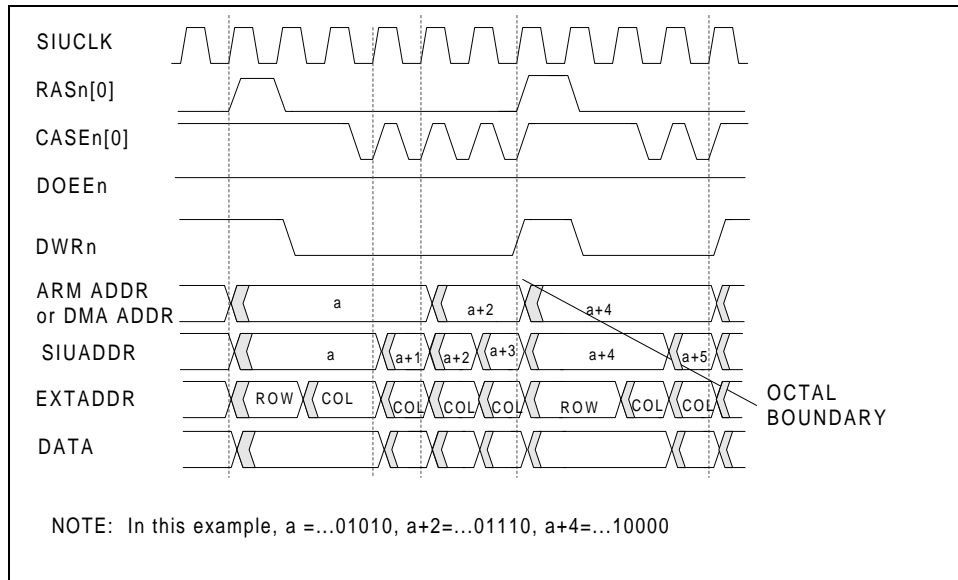 SIUCLK
RASn[0]
CASEn[0]
DOEEn
DWRn
ARM ADDR
or DMA ADDR
a
a+2
a+4
SIUADDR
a
a+1
a+2
a+3
a+4
a+5
EXTADDR
ROW
COL
COL
COL
COL
ROW
COL
COL
OCTAL
BOUNDARY
DATA
NOTE: In this example, a =...01010, a+2=...01110, a+4=...10000